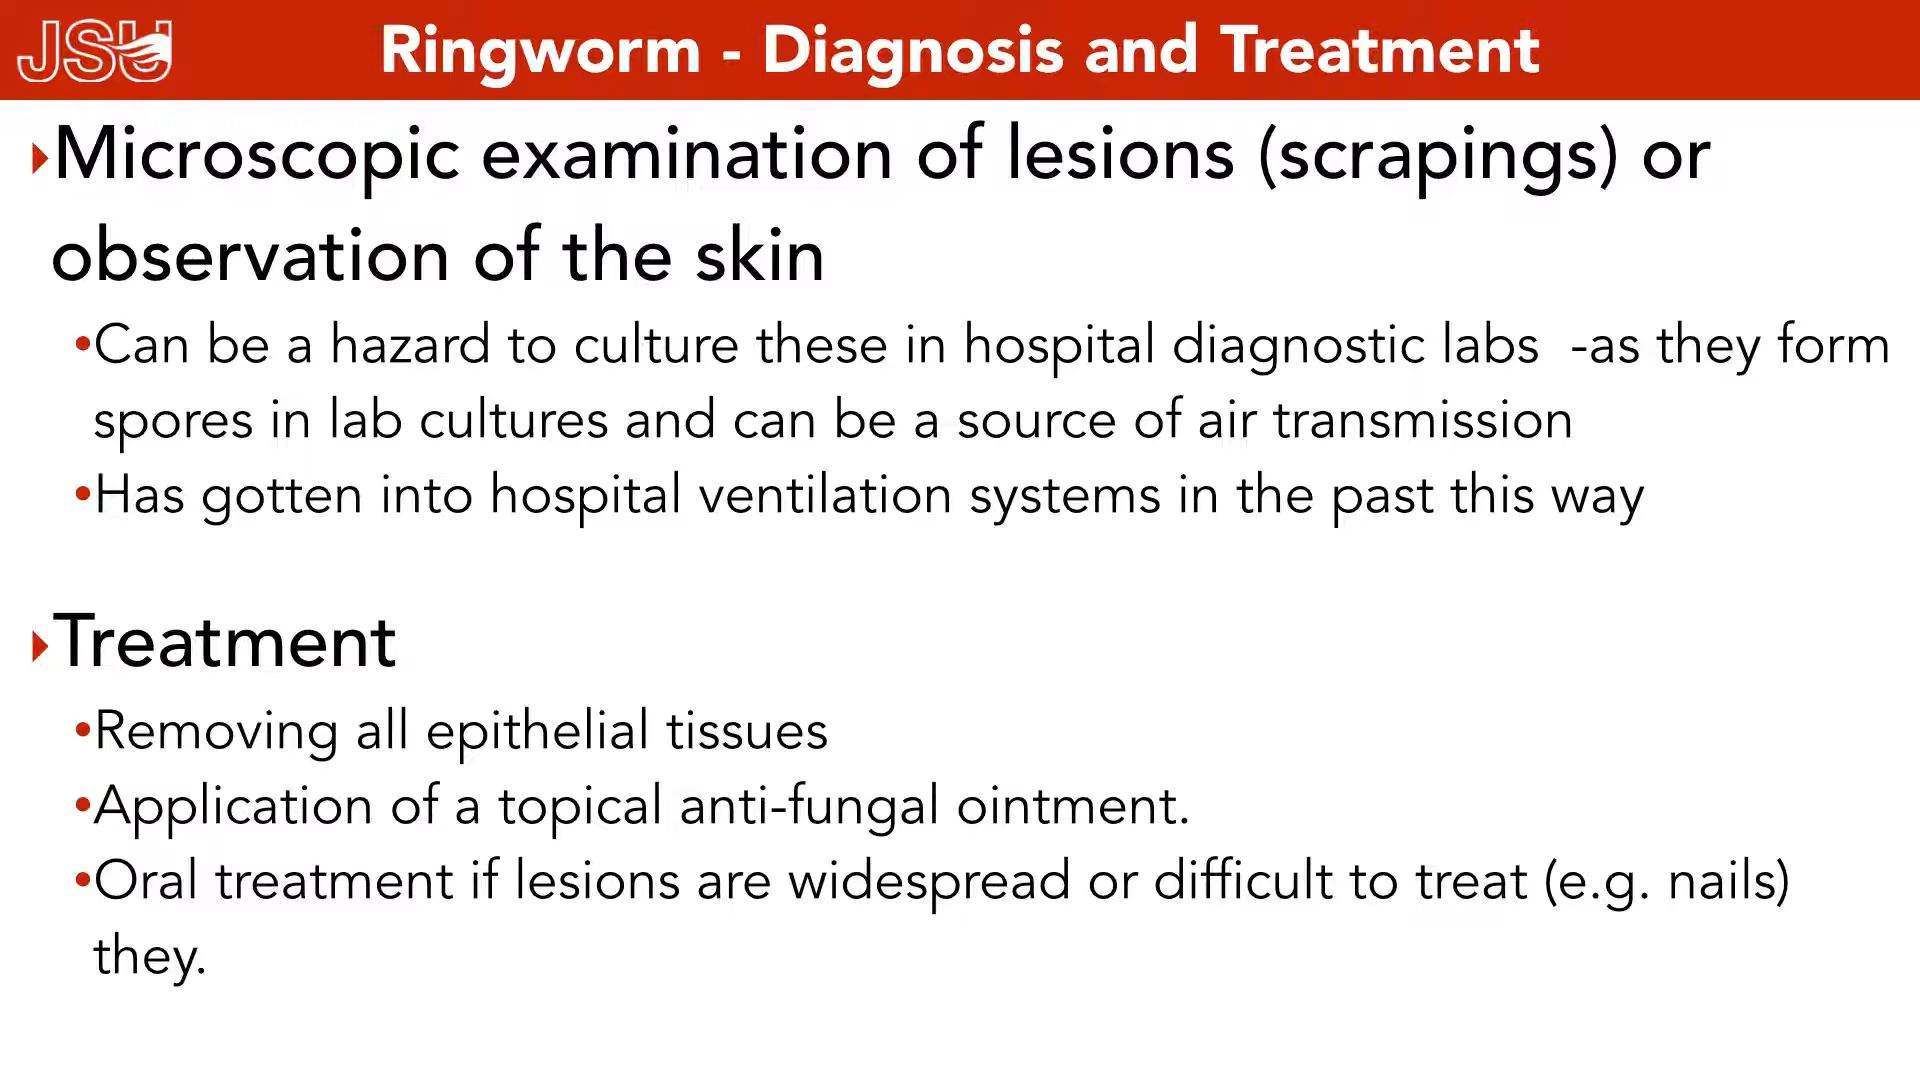 JSU
Ringworm - Diagnosis and Treatment
‣Microscopic examination of lesions (scrapings) or
observation of the skin
•Can be a hazard to culture these in hospital diagnostic labs  -as they form
spores in lab cultures and can be a source of air transmission
•Has gotten into hospital ventilation systems in the past this way
‣Treatment
•Removing all epithelial tissues
•Application of a topical anti-fungal ointment.
•Oral treatment if lesions are widespread or difficult to treat (e.g. nails)
they.